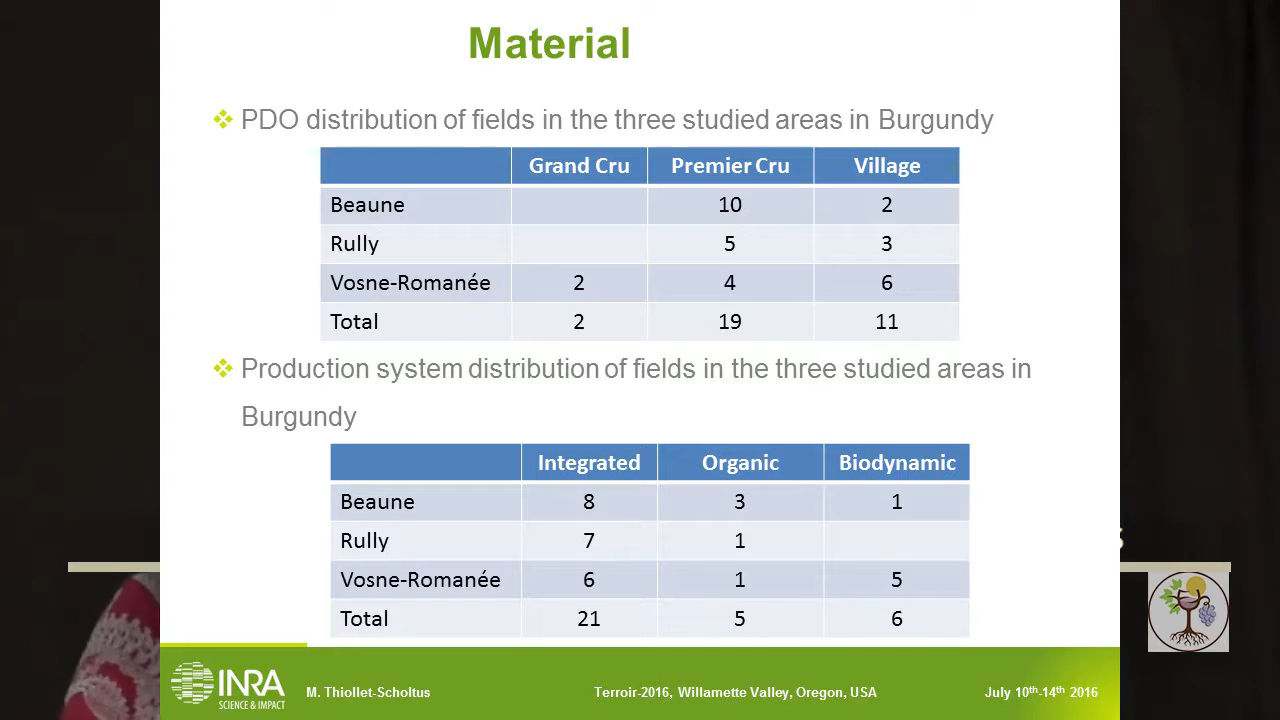 Material
PDO distribution of fields in the three studied areas in Burgundy
Grand Cru Premier Cru Village
Beaune 10 2
Rully 5 3
Vosne-Romanée 2 4 6
Total 2 19 11
Production system distribution of fields in the three studied areas in
Burgundy
Integrated Organic Biodynamic
Beaune 8 3 1
Rully 7 1
Vosne-Romanée 6 1 5
Total 21 5 6
INRA
SCIENCE & IMPACT
M. Thiollet-Scholtus
Terroir-2016, Willamette Valley, Oregon, USA
July 10th-14th 2016